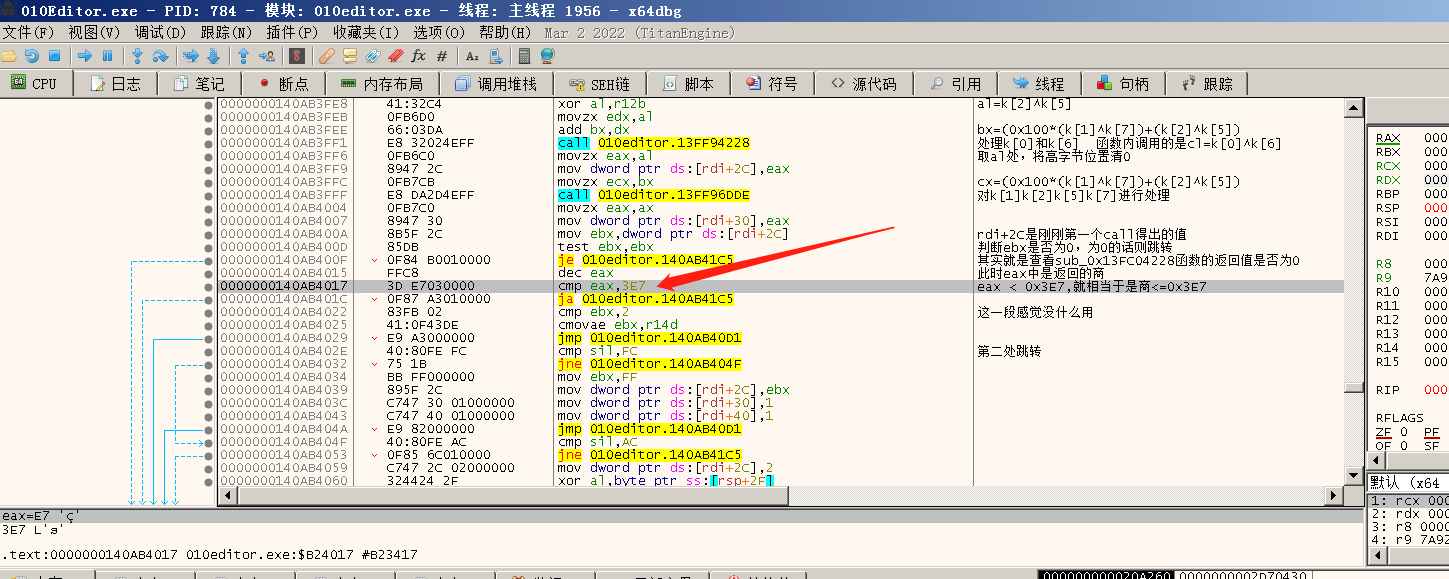 010Editor.exe - PID: 784 - 模块: 010editor.exe - 线程: 主线程 1956 - x64dbg
文件(F) 视图(V) 调试(D) 跟踪(N) 插件(P) 收藏夹(I) 选项(O) 帮助(H) Mar 2 2022 (TitanEngine)
CPU 日志 笔记 断点 内存布局 调用堆栈 SEH链 脚本 符号 源代码 引用 线程 句柄 跟踪
0000000140AB3FE8 41:32C4 xor al,r12b al=k[2]^k[5]
0000000140AB3FEB 0FB6D0 movzx edx,al
0000000140AB3FEE 66:03DA add bx,dx bx=(0x100*(k[1]^k[7])+(k[2]^k[5])
0000000140AB3FF1 E8 32024EFF call 010editor.13FF94228 处理k[0]和k[6] 函数内调用的是cl=k[0]^k[6]
0000000140AB3FF6 0FB6C0 movzx eax,al 取al处，将高字节位置清0
0000000140AB3FF9 8947 2C mov dword ptr ds:[rdi+2C],eax
0000000140AB3FFC 0FB7CB movzx ecx,bx cx=(0x100*(k[1]^k[7])+(k[2]^k[5])
0000000140AB3FFF E8 DA2D4EFF call 010editor.13FF96DDE 对k[1]k[2]k[5]k[7]进行处理
0000000140AB4004 0FB7C0 movzx eax,ax
0000000140AB4007 8947 30 mov dword ptr ds:[rdi+30],eax
0000000140AB400A 8B5F 2C mov ebx,dword ptr ds:[rdi+2C] rdi+2C是刚刚第一个call得出的值
0000000140AB400D 85DB test ebx,ebx 判断ebx是否为0，为0的话则跳转
0000000140AB400F 0F84 B0010000 je 010editor.140AB41C5 其实就是查看sub_0x13FC04228函数的返回值是否为0
0000000140AB4015 FFC8 dec eax 此时eax中是返回的商
0000000140AB4017 3D E7030000 cmp eax,3E7 eax < 0x3E7,就相当于是商<=0x3E7
0000000140AB401C 0F87 A3010000 ja 010editor.140AB41C5
0000000140AB4022 83FB 02 cmp ebx,2 这一段感觉没什么用
0000000140AB4025 41:0F43DE cmovae ebx,r14d
0000000140AB4029 E9 A3000000 jmp 010editor.140AB40D1
0000000140AB402E 40:80FE FC cmp sil,FC 第二处跳转
0000000140AB4032 75 1B jne 010editor.140AB404F
0000000140AB4034 BB FF000000 mov ebx,FF
0000000140AB4039 895F 2C mov dword ptr ds:[rdi+2C],ebx
0000000140AB403C C747 30 01000000 mov dword ptr ds:[rdi+30],1
0000000140AB4043 C747 40 01000000 mov dword ptr ds:[rdi+40],1
0000000140AB404A E9 82000000 jmp 010editor.140AB40D1
0000000140AB404F 40:80FE AC cmp sil,AC
0000000140AB4053 0F85 6C010000 jne 010editor.140AB41C5
0000000140AB4059 C747 2C 02000000 mov dword ptr ds:[rdi+2C],2
0000000140AB4060 324424 2F xor al,byte ptr ss:[rsp+2F]
RAX 000
RBX 000
RCX 000
RDX 000
RBP 000
RSP 000
RSI 000
RDI 000
R8 000
R9 7A9
R10 000
R11 000
R12 000
R13 000
R14 000
R15 000
RIP 000
RFLAGS
ZF 0 PF
OF 0 SF
默认 (x64
1: rcx 000
2: rdx 000
3: r8 0000
4: r9 7A92
eax=E7 'ç'
3E7 L'ϧ'
.text:0000000140AB4017 010editor.exe:$B24017 #B23417
000000000020A260 000000002D70430